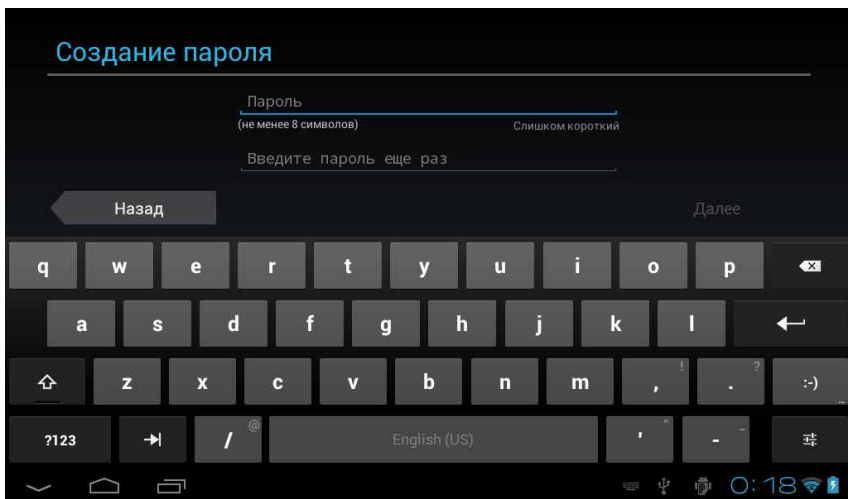 Создание пароля
Пароль
(не менее 8 символов) Слишком короткий
Введите пароль еще раз
Назад Далее
q w e r t y u i o p
a s d f g h j k l
z x c v b n m , ! . ? :-) ...
?123 / @ English (US) ' " - _
0:18